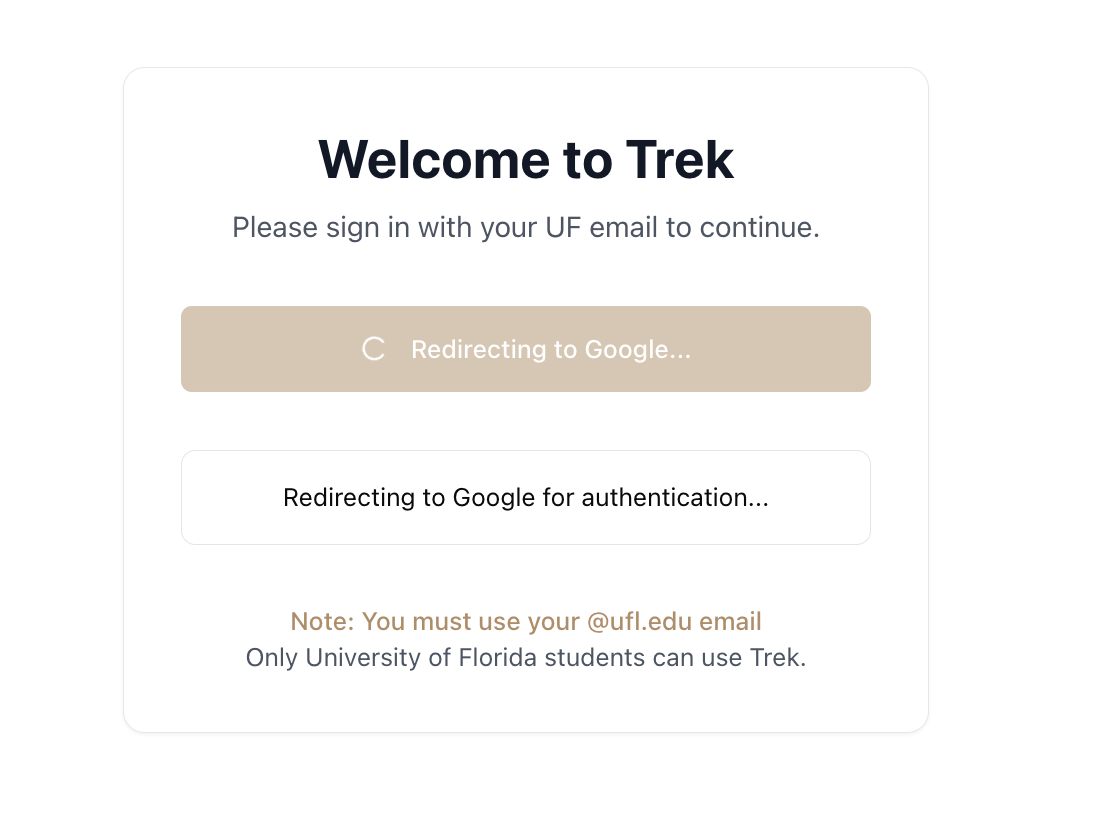 Welcome to Trek
Please sign in with your UF email to continue.
Redirecting to Google...
Redirecting to Google for authentication...
Note: You must use your @ufl.edu email
Only University of Florida students can use Trek.